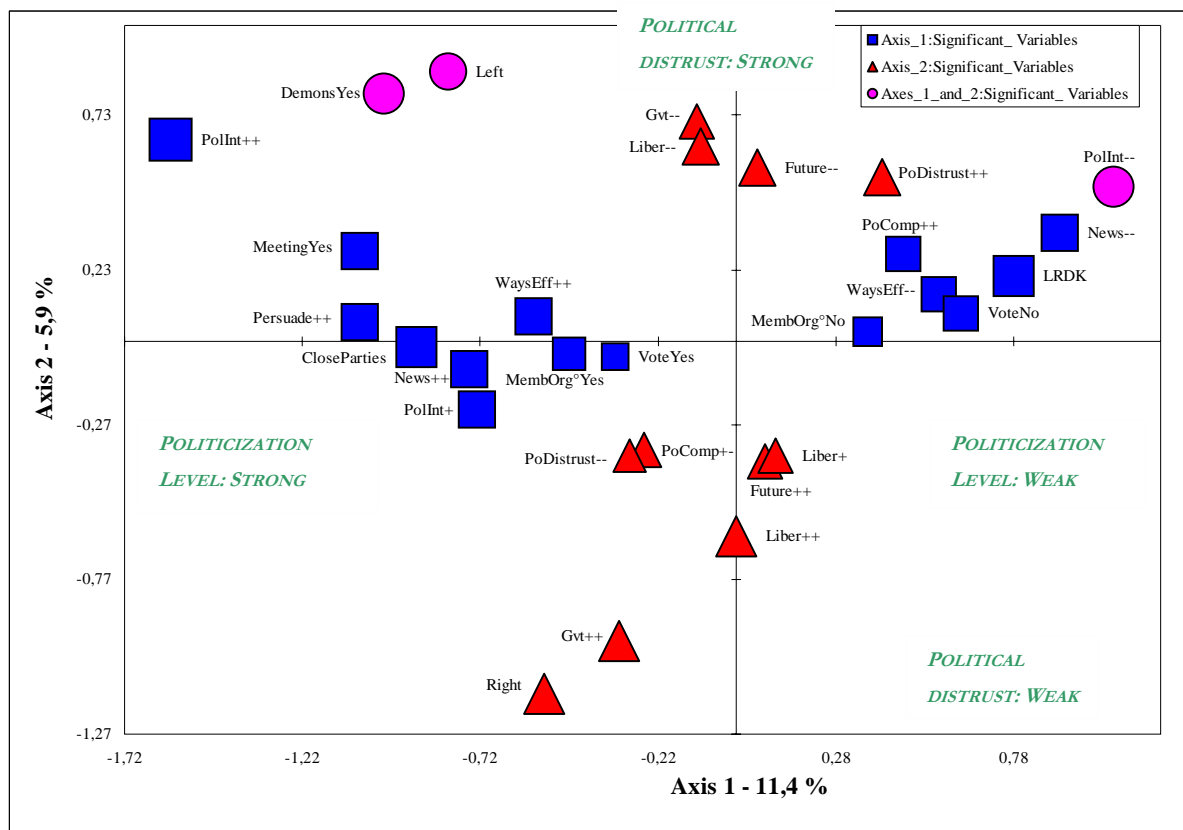 POLITICAL
DISTRUST: STRONG
Axis_1:Significant_ Variables
Axis_2:Significant_Variables
Axes_1_and_2:Significant_ Variables
Left
DemonsYes
0,73
Gvt--
PolInt++
Liber--
Future--
PolInt--
PoDistrust++
PoComp++
News--
MeetingYes
0,23
LRDK
WaysEff++
WaysEff--
Persuade++
VoteNo
MembOrg°No
CloseParties
VoteYes
News++
MembOrg°Yes
PolInt+
-0,27
POLITICIZATION
LEVEL: STRONG
POLITICIZATION
LEVEL: WEAK
PoDistrust--
PoComp+-
Liber+
Future++
Liber++
-0,77
Gvt++
Right
POLITICAL
DISTRUST: WEAK
-1,27
-1,72
-1,22
-0,72
-0,22
0,28
0,78
Axis 1 - 11,4 %
Axis 2 - 5,9 %